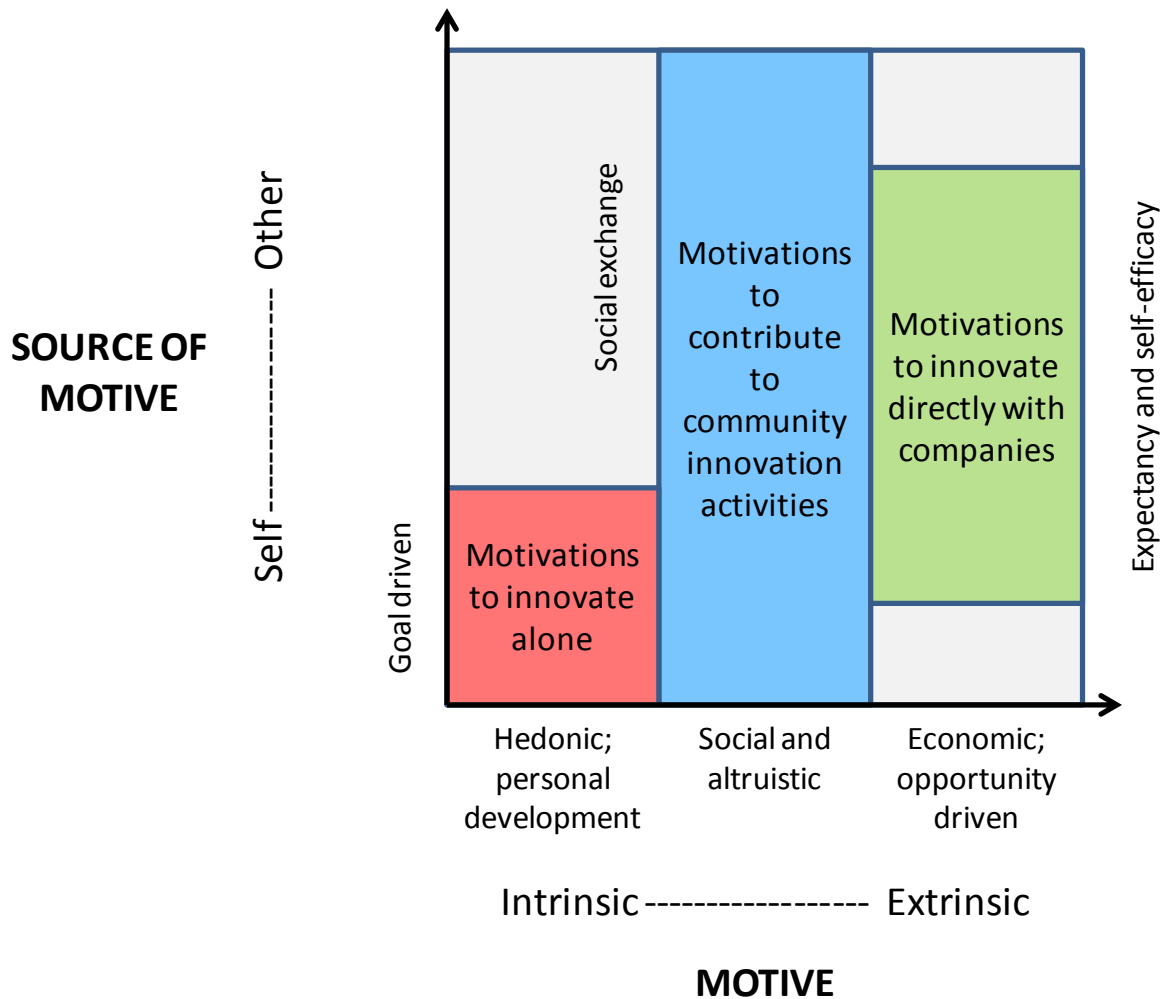 SOURCE OF
MOTIVE
Self ----------------- Other
Goal driven
Social exchange
Motivations
to innovate
alone
Motivations
to
contribute
to
community
innovation
activities
Motivations
to innovate
directly with
companies
Expectancy and self-efficacy
Hedonic;
personal
development
Social and
altruistic
Economic;
opportunity
driven
Intrinsic ------------------ Extrinsic
MOTIVE